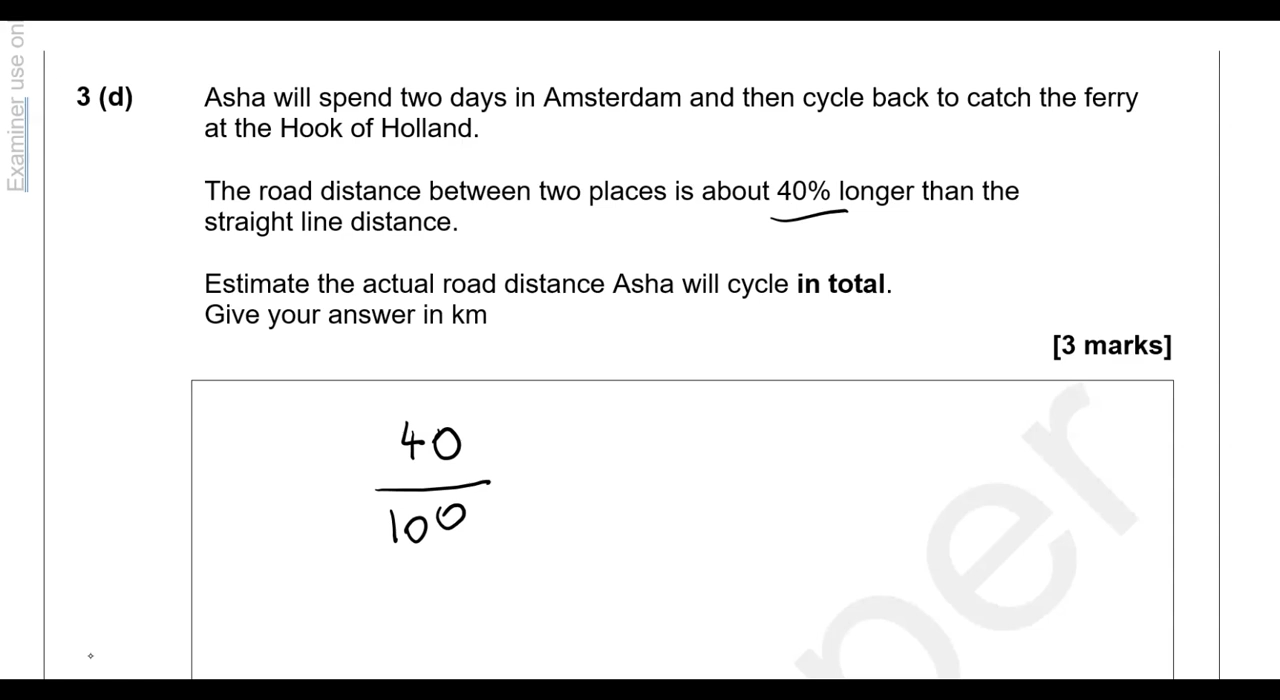 Examiner use on
3 (d) Asha will spend two days in Amsterdam and then cycle back to catch the ferry
at the Hook of Holland.
The road distance between two places is about 40% longer than the
straight line distance.
Estimate the actual road distance Asha will cycle in total.
Give your answer in km
[3 marks]
40
100
per